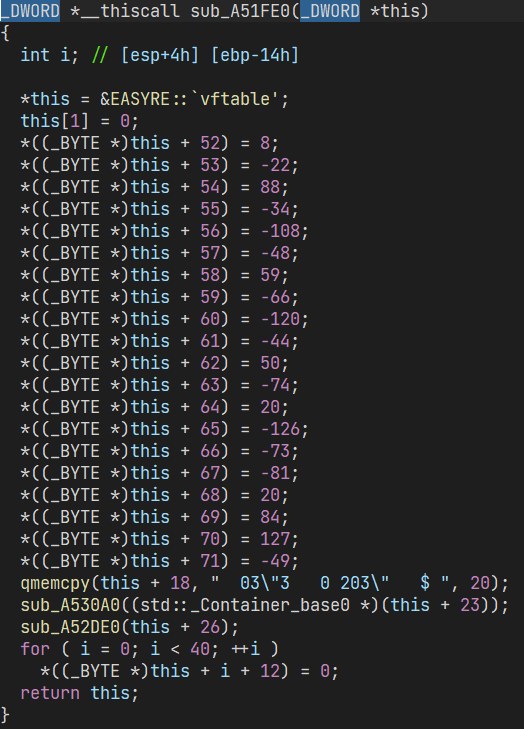 _DWORD *__thiscall sub_A51FE0(_DWORD *this)
{
  int i; // [esp+4h] [ebp-14h]

  *this = &EASYRE::`vftable';
  this[1] = 0;
  *((_BYTE *)this + 52) = 8;
  *((_BYTE *)this + 53) = -22;
  *((_BYTE *)this + 54) = 88;
  *((_BYTE *)this + 55) = -34;
  *((_BYTE *)this + 56) = -108;
  *((_BYTE *)this + 57) = -48;
  *((_BYTE *)this + 58) = 59;
  *((_BYTE *)this + 59) = -66;
  *((_BYTE *)this + 60) = -120;
  *((_BYTE *)this + 61) = -44;
  *((_BYTE *)this + 62) = 50;
  *((_BYTE *)this + 63) = -74;
  *((_BYTE *)this + 64) = 20;
  *((_BYTE *)this + 65) = -126;
  *((_BYTE *)this + 66) = -73;
  *((_BYTE *)this + 67) = -81;
  *((_BYTE *)this + 68) = 20;
  *((_BYTE *)this + 69) = 84;
  *((_BYTE *)this + 70) = 127;
  *((_BYTE *)this + 71) = -49;
  qmemcpy(this + 18, "  03\"3   0 203\"   $ ", 20);
  sub_A530A0((std::_Container_base0 *)(this + 23));
  sub_A52DE0(this + 26);
  for ( i = 0; i < 40; ++i )
    *((_BYTE *)this + i + 12) = 0;
  return this;
}